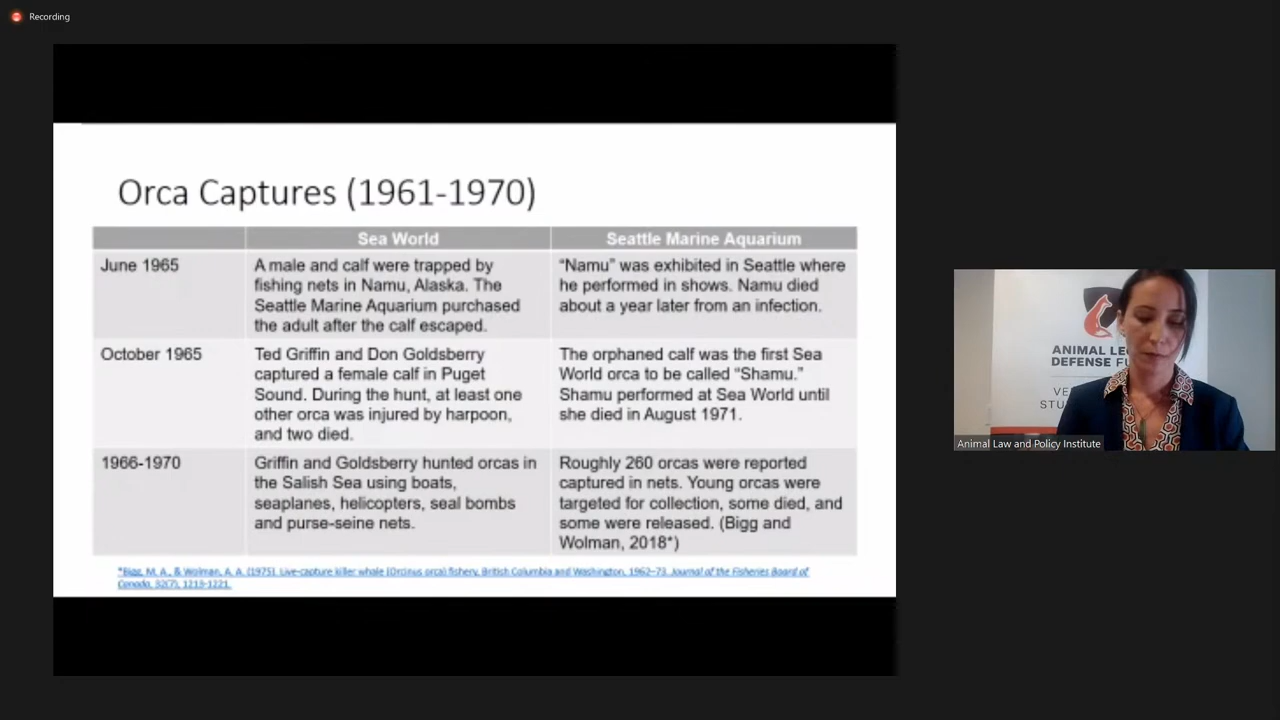 Recording
Orca Captures (1961-1970)
Sea World
Seattle Marine Aquarium
June 1965
A male and calf were trapped by
fishing nets in Namu, Alaska. The
Seattle Marine Aquarium purchased
the adult after the calf escaped.
“Namu” was exhibited in Seattle where
he performed in shows. Namu died
about a year later from an infection.
October 1965
Ted Griffin and Don Goldsberry
captured a female calf in Puget
Sound. During the hunt, at least one
other orca was injured by harpoon,
and two died.
The orphaned calf was the first Sea
World orca to be called “Shamu.”
Shamu performed at Sea World until
she died in August 1971.
1966-1970
Griffin and Goldsberry hunted orcas in
the Salish Sea using boats,
seaplanes, helicopters, seal bombs
and purse-seine nets.
Roughly 260 orcas were reported
captured in nets. Young orcas were
targeted for collection, some died, and
some were released. (Bigg and
Wolman, 2018*)
*Bigg, M. A., & Wolman, A. A. (1975). Live-capture killer whale (Orcinus orca) fishery, British Columbia and Washington, 1962–73. Journal of the Fisheries Board of
Canada, 32(7), 1213-1221.
ANIMAL LE
DEFENSE FU
VE
STU
Animal Law and Policy Institute